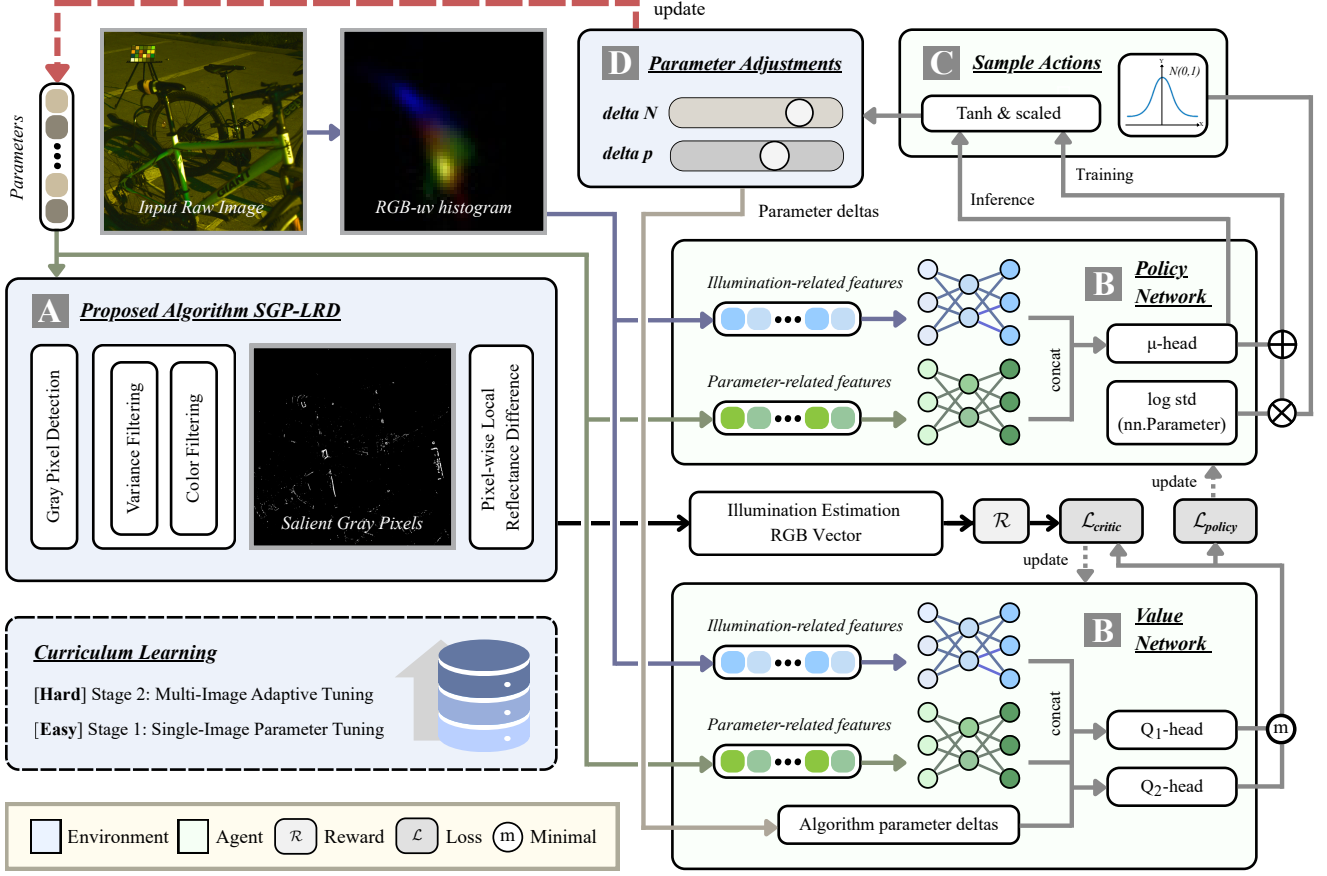 update
Parameters
Input Raw Image
RGB-uv histogram
D
Parameter Adjustments
delta N
delta p
C
Sample Actions
Tanh & scaled
N(0,1)
Y
X
Training
Inference
Parameter deltas
A
Proposed Algorithm SGP-LRD
Gray Pixel Detection
Variance Filtering
Color Filtering
Salient Gray Pixels
Pixel-wise Local
Reflectance Difference
Illumination-related features
Parameter-related features
concat
B
Policy
Network
μ-head
log std
(nn.Parameter)
Illumination Estimation
RGB Vector
ℛ
ℒcritic
ℒpolicy
update
update
Illumination-related features
Parameter-related features
concat
B
Value
Network
Q1-head
Q2-head
m
Algorithm parameter deltas
Curriculum Learning
[Hard] Stage 2: Multi-Image Adaptive Tuning
[Easy] Stage 1: Single-Image Parameter Tuning
Environment
Agent
ℛ Reward
ℒ Loss
m Minimal